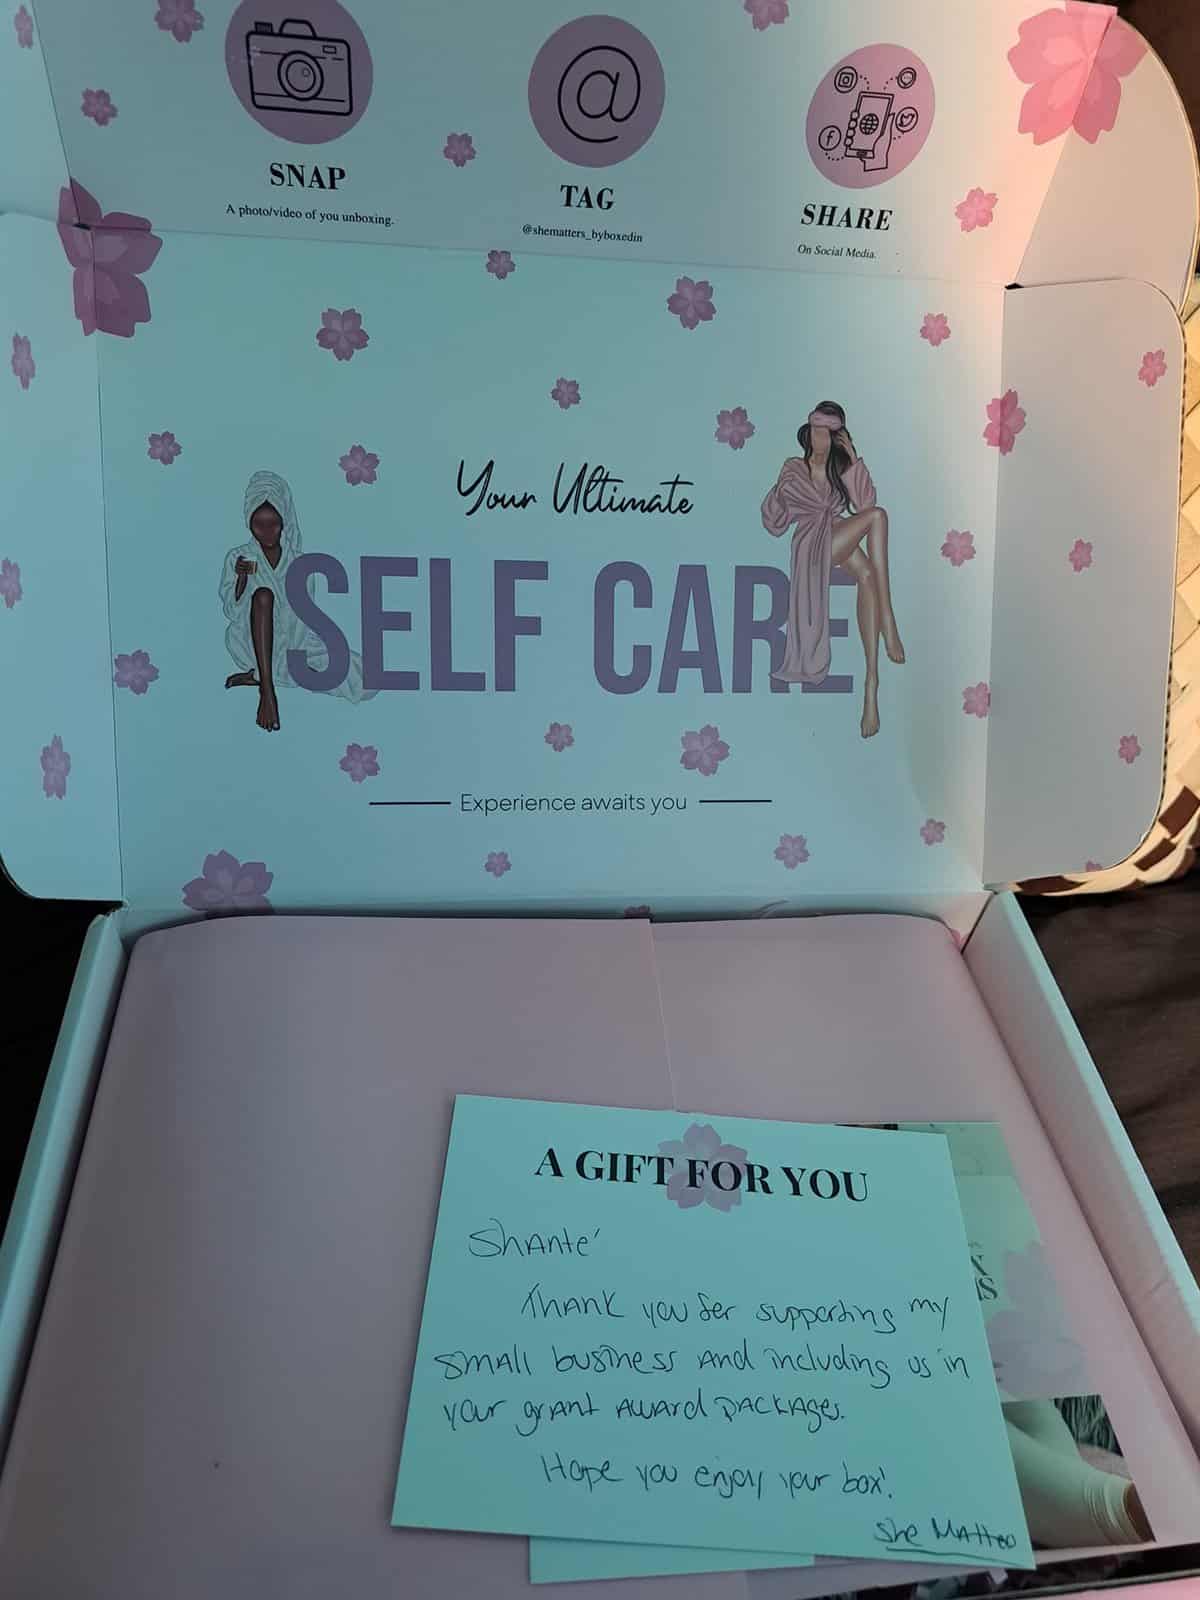 SNAP
A photo/video of you unboxing.
TAG
@shematters_byboxedin
SHARE
On Social Media.
Your Ultimate
SELF CARE
Experience awaits you
A GIFT FOR YOU
Shante'
Thank you for supporting my
small business and including us in
your grant award packages.
Hope you enjoy your box!
She Matters